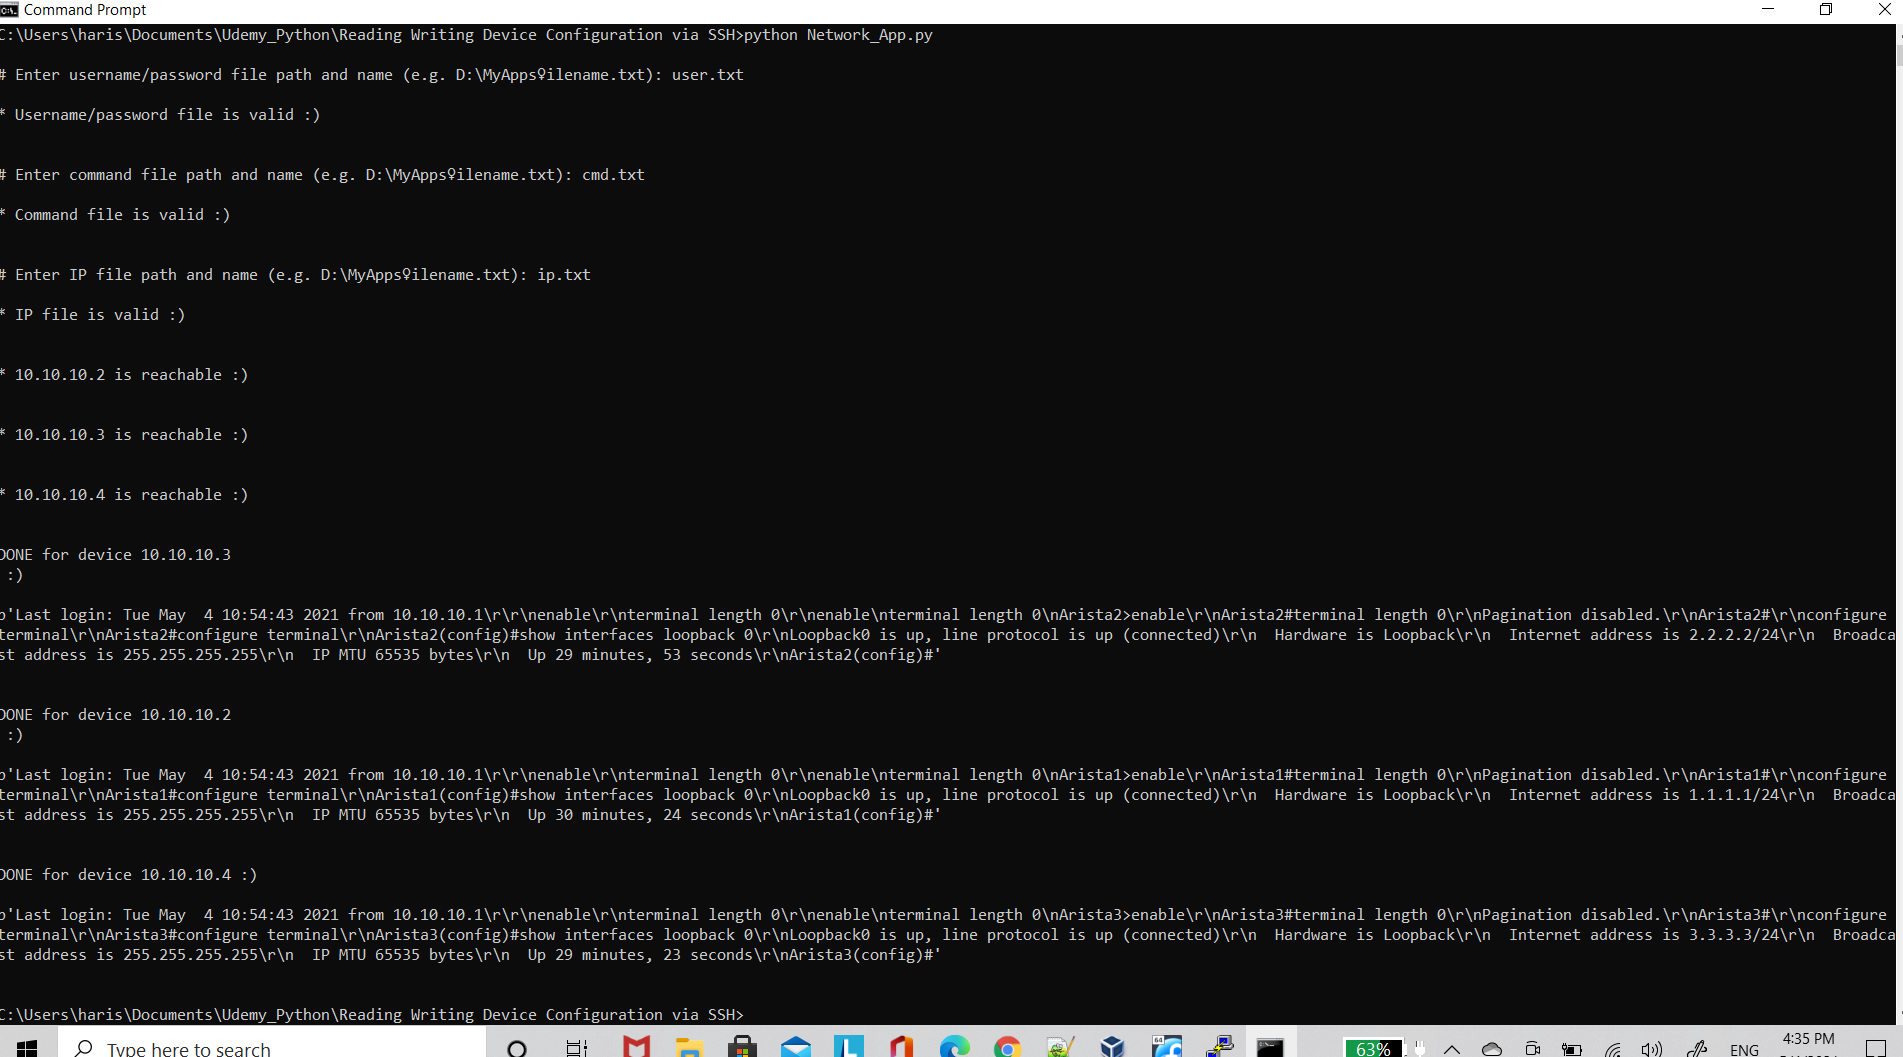 Command Prompt
C:\Users\haris\Documents\Udemy_Python\Reading Writing Device Configuration via SSH>python Network_App.py
# Enter username/password file path and name (e.g. D:\MyApps♀ilename.txt): user.txt
* Username/password file is valid :)
# Enter command file path and name (e.g. D:\MyApps♀ilename.txt): cmd.txt
* Command file is valid :)
# Enter IP file path and name (e.g. D:\MyApps♀ilename.txt): ip.txt
* IP file is valid :)
* 10.10.10.2 is reachable :)
* 10.10.10.3 is reachable :)
* 10.10.10.4 is reachable :)
DONE for device 10.10.10.3
:)
b'Last login: Tue May  4 10:54:43 2021 from 10.10.10.1\r\r\nenable\r\nterminal length 0\r\nenable\nterminal length 0\nArista2>enable\r\nArista2#terminal length 0\r\nPagination disabled.\r\nArista2#\r\nconfigure
terminal\r\nArista2#configure terminal\r\nArista2(config)#show interfaces loopback 0\r\nLoopback0 is up, line protocol is up (connected)\r\n  Hardware is Loopback\r\n  Internet address is 2.2.2.2/24\r\n  Broadca
st address is 255.255.255.255\r\n  IP MTU 65535 bytes\r\n  Up 29 minutes, 53 seconds\r\nArista2(config)#'
DONE for device 10.10.10.2
:)
b'Last login: Tue May  4 10:54:43 2021 from 10.10.10.1\r\r\nenable\r\nterminal length 0\r\nenable\nterminal length 0\nArista1>enable\r\nArista1#terminal length 0\r\nPagination disabled.\r\nArista1#\r\nconfigure
terminal\r\nArista1#configure terminal\r\nArista1(config)#show interfaces loopback 0\r\nLoopback0 is up, line protocol is up (connected)\r\n  Hardware is Loopback\r\n  Internet address is 1.1.1.1/24\r\n  Broadca
st address is 255.255.255.255\r\n  IP MTU 65535 bytes\r\n  Up 30 minutes, 24 seconds\r\nArista1(config)#'
DONE for device 10.10.10.4 :)
b'Last login: Tue May  4 10:54:43 2021 from 10.10.10.1\r\r\nenable\r\nterminal length 0\r\nenable\nterminal length 0\nArista3>enable\r\nArista3#terminal length 0\r\nPagination disabled.\r\nArista3#\r\nconfigure
terminal\r\nArista3#configure terminal\r\nArista3(config)#show interfaces loopback 0\r\nLoopback0 is up, line protocol is up (connected)\r\n  Hardware is Loopback\r\n  Internet address is 3.3.3.3/24\r\n  Broadca
st address is 255.255.255.255\r\n  IP MTU 65535 bytes\r\n  Up 29 minutes, 23 seconds\r\nArista3(config)#'
C:\Users\haris\Documents\Udemy_Python\Reading Writing Device Configuration via SSH>
Type here to search
63%
ENG
4:35 PM